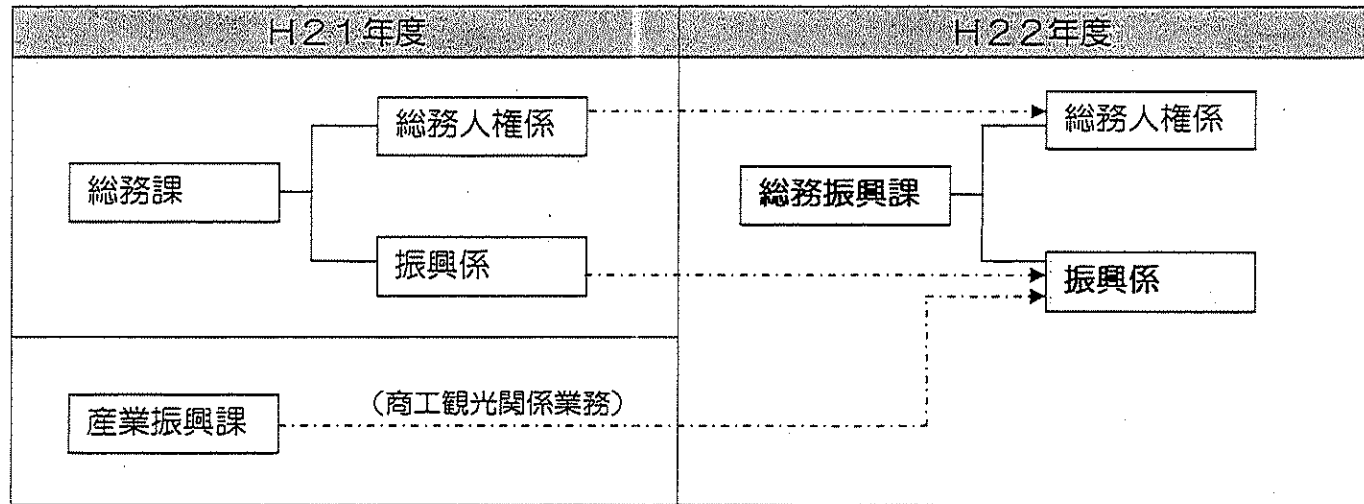 H21年度
H22年度
総務人権係
総務課
振興係
産業振興課
(商工観光関係業務)
総務人権係
総務振興課
振興係